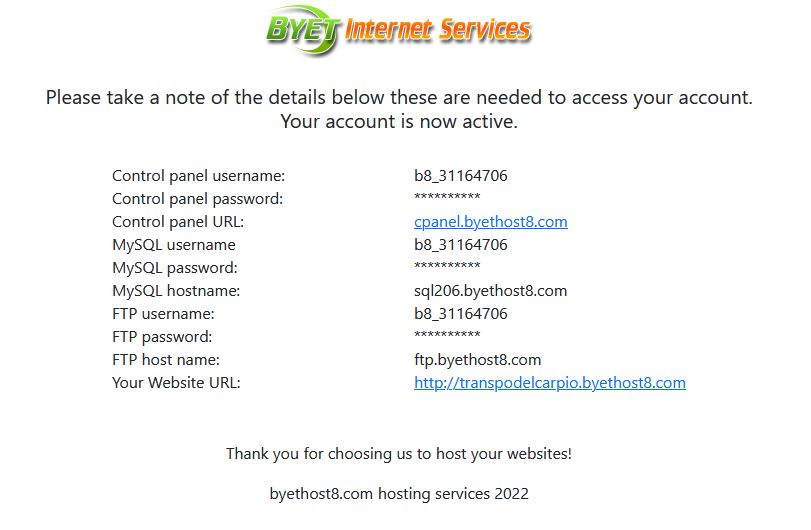 BYET Internet Services
Please take a note of the details below these are needed to access your account.
Your account is now active.
Control panel username: b8_31164706
Control panel password: **********
Control panel URL: cpanel.byethost8.com
MySQL username b8_31164706
MySQL password: **********
MySQL hostname: sql206.byethost8.com
FTP username: b8_31164706
FTP password: **********
FTP host name: ftp.byethost8.com
Your Website URL: http://transpodelcarpio.byethost8.com
Thank you for choosing us to host your websites!
byethost8.com hosting services 2022